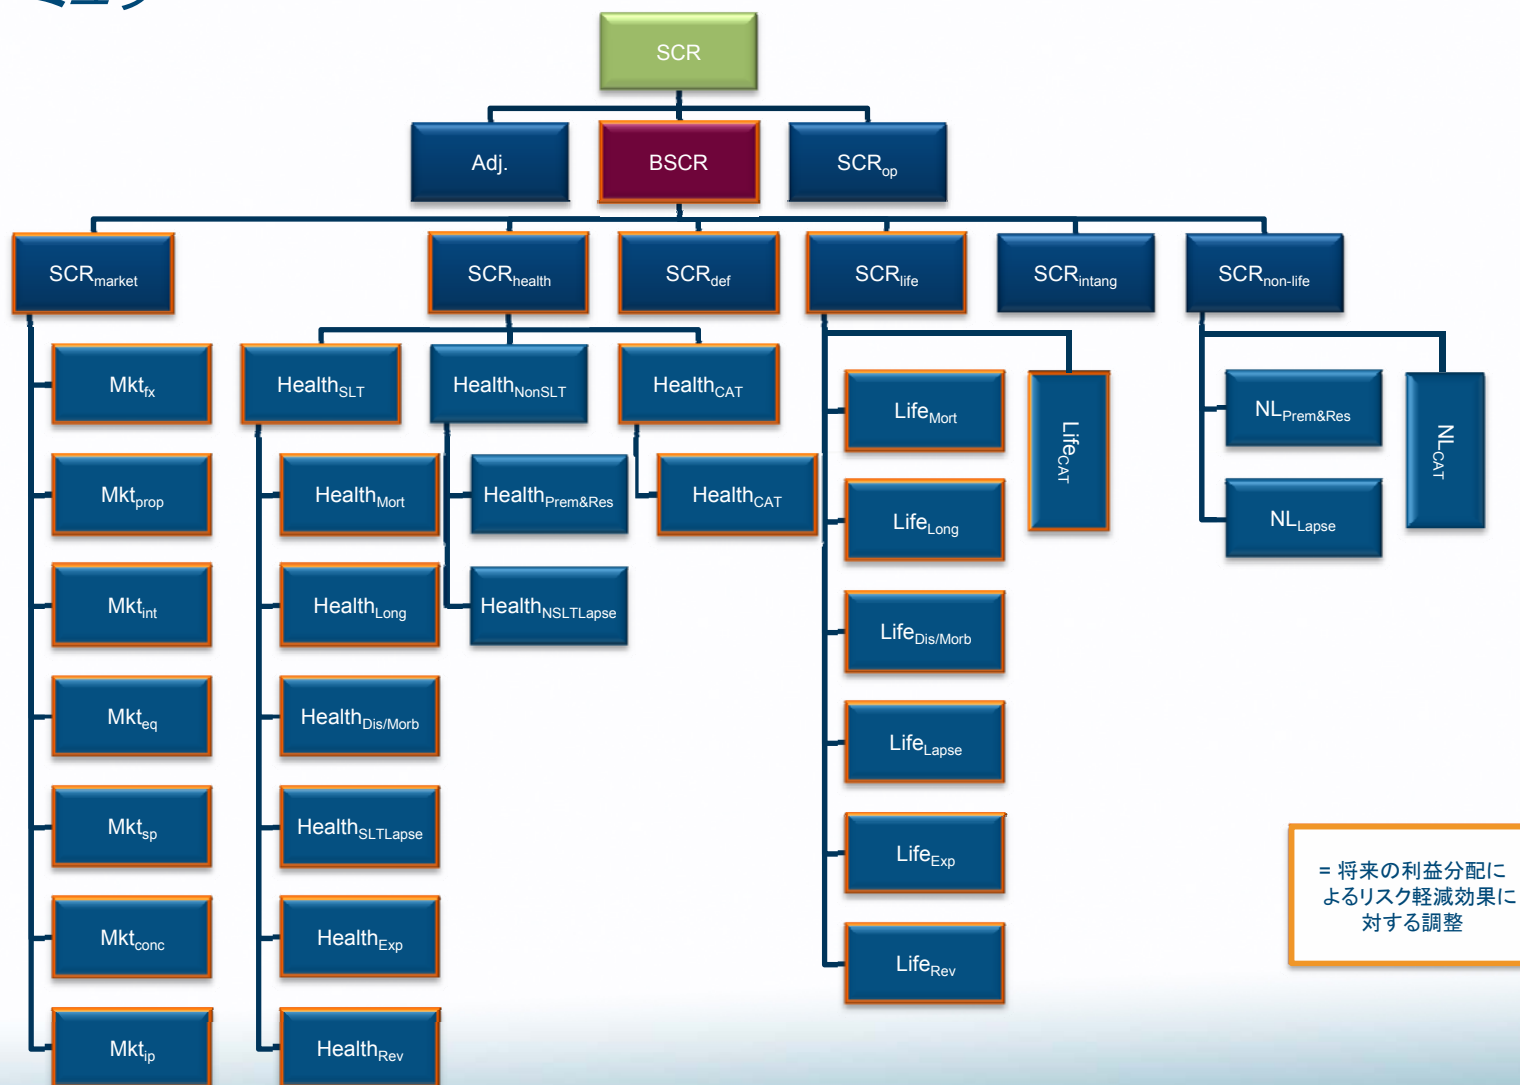 SCR
Adj.
BSCR
SCRop
SCRmarket
SCRhealth
SCRdef
SCRlife
SCRintang
SCRnon-life
Mktfx
Mktprop
Mktint
Mkteq
Mktsp
Mktconc
Mktip
HealthSLT
HealthMort
HealthLong
HealthDis/Morb
HealthSLTLapse
HealthExp
HealthRev
HealthNonSLT
HealthPrem&Res
HealthNSLTLapse
HealthCAT
HealthCAT
LifeMort
LifeLong
LifeDis/Morb
LifeLapse
LifeExp
LifeRev
LifeCAT
NLPrem&Res
NLLapse
NLCAT
= 将来の利益分配に
よるリスク軽減効果に
対する調整